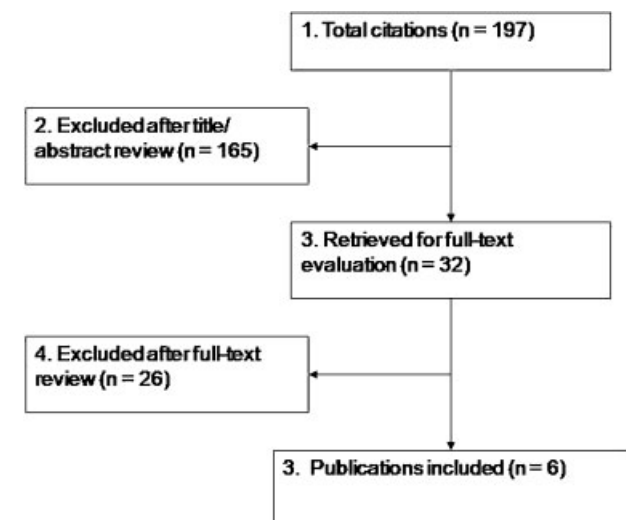 1. Total citations (n = 197)
2. Excluded after title/
abstract review (n = 165)
3. Retrieved for full-text
evaluation (n = 32)
4. Excluded after full-text
review (n = 26)
3. Publications included (n = 6)